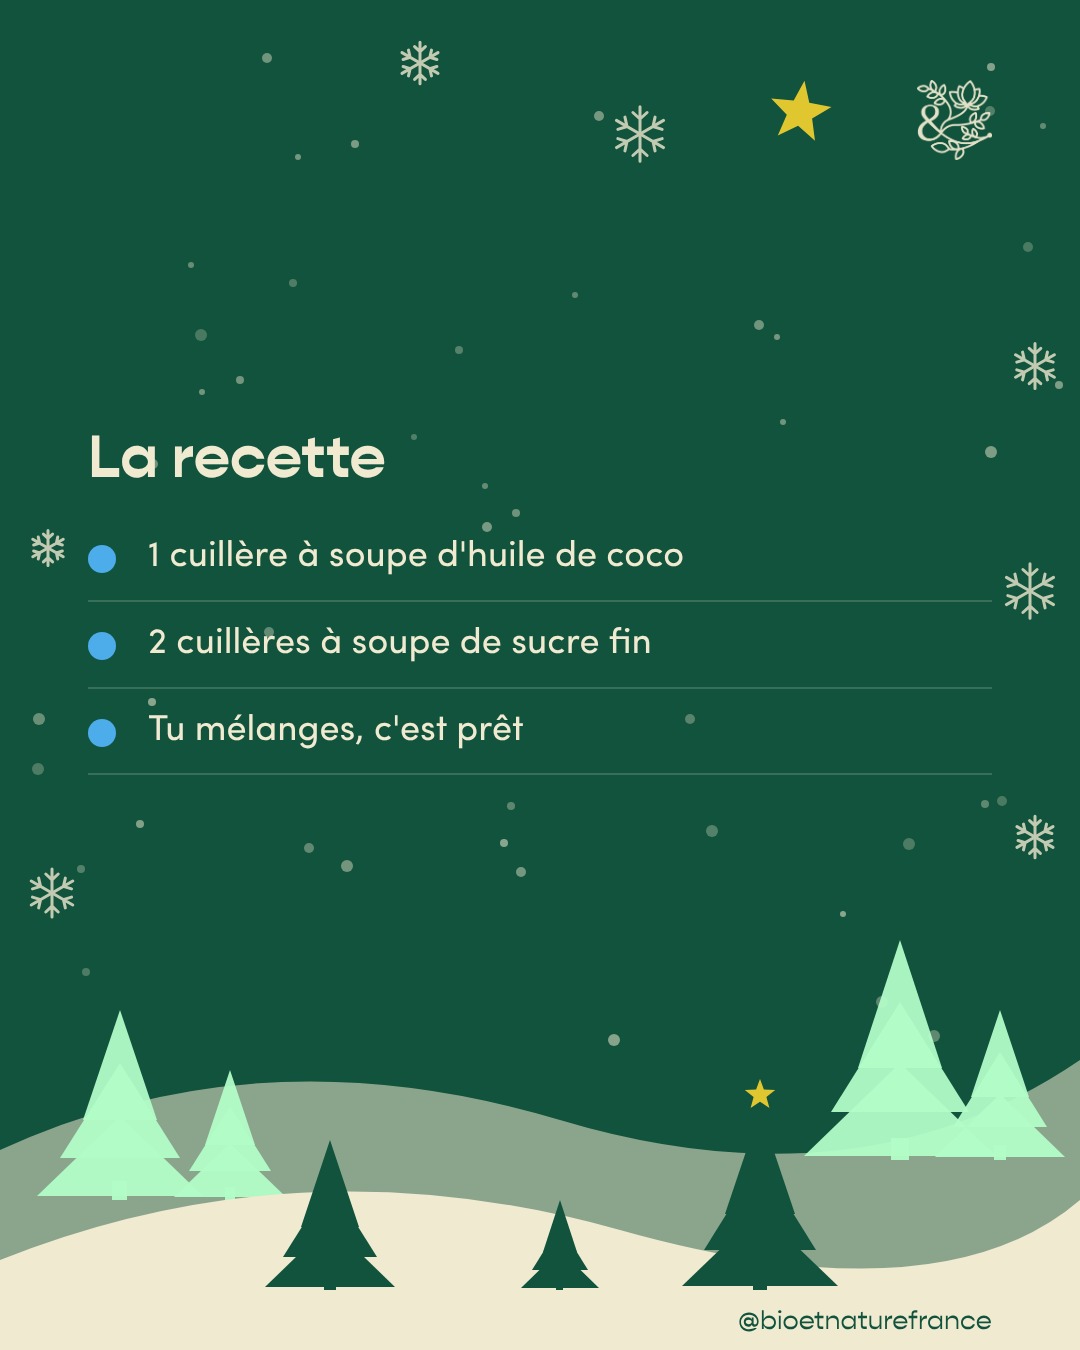 &
La recette
1 cuillère à soupe d'huile de coco
2 cuillères à soupe de sucre fin
Tu mélanges, c'est prêt
@bioetnaturefrance